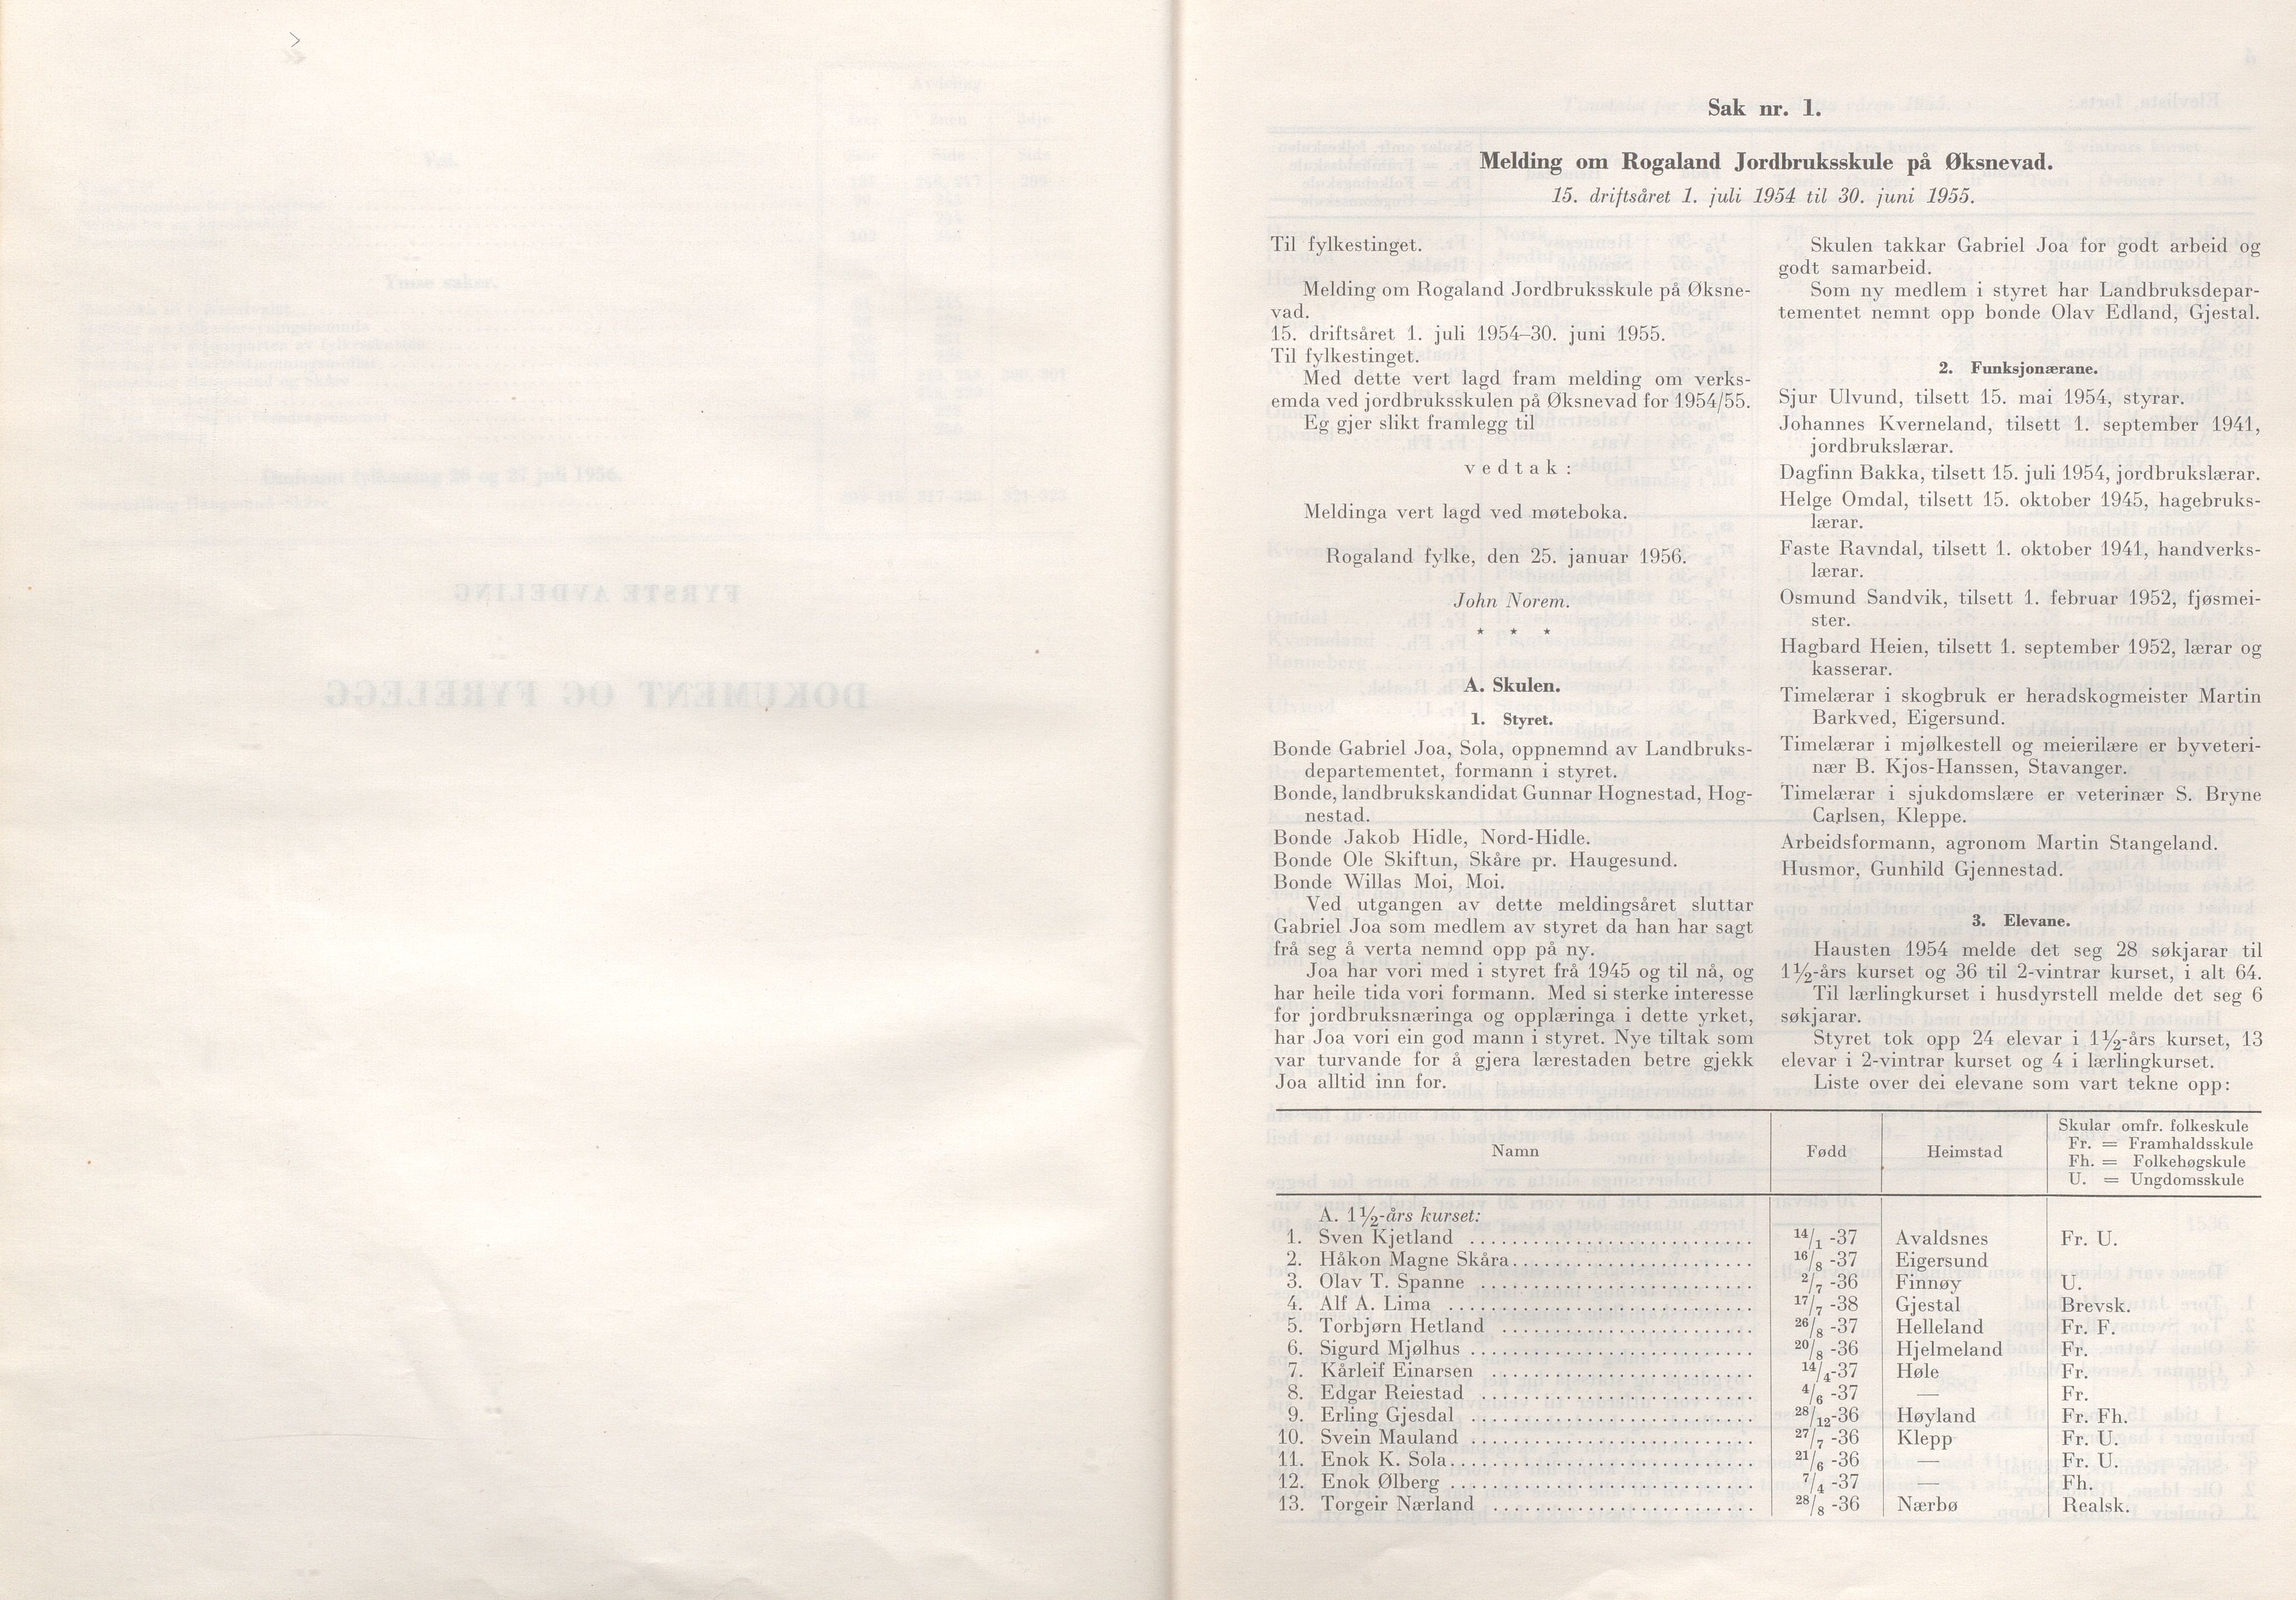 Sak nr. 1.
Melding om Rogaland Jordbruksskule på Øksnevad.
15. driftsåret 1. juli 1954 til 30. juni 1955.
Til fylkestinget.
Melding om Rogaland Jordbruksskule på Øksne-
vad.
15. driftsåret 1. juli 1954–30. juni 1955.
Til fylkestinget.
Med dette vert lagd fram melding om verks-
emda ved jordbruksskulen på Øksnevad for 1954/55.
Eg gjer slikt framlegg til
vedtak:
Meldinga vert lagd ved møteboka.
Rogaland fylke, den 25. januar 1956.
John Norem.
* * *
A. Skulen.
1. Styret.
Bonde Gabriel Joa, Sola, oppnemnd av Landbruks-
departementet, formann i styret.
Bonde, landbrukskandidat Gunnar Hognestad, Hog-
nestad.
Bonde Jakob Hidle, Nord-Hidle.
Bonde Ole Skiftun, Skåre pr. Haugesund.
Bonde Willas Moi, Moi.
Ved utgangen av dette meldingsåret sluttar
Gabriel Joa som medlem av styret da han har sagt
frå seg å verta nemnd opp på ny.
Joa har vori med i styret frå 1945 og til nå, og
har heile tida vori formann. Med si sterke interesse
for jordbruksnæringa og opplæringa i dette yrket,
har Joa vori ein god mann i styret. Nye tiltak som
var turvande for å gjera lærestaden betre gjekk
Joa alltid inn for.
Skulen takkar Gabriel Joa for godt arbeid og
godt samarbeid.
Som ny medlem i styret har Landbruksdepar-
tementet nemnt opp bonde Olav Edland, Gjestal.
2. Funksjonærane.
Sjur Ulvund, tilsett 15. mai 1954, styrar.
Johannes Kverneland, tilsett 1. september 1941,
jordbrukslærar.
Dagfinn Bakka, tilsett 15. juli 1954, jordbrukslærar.
Helge Omdal, tilsett 15. oktober 1945, hagebruks-
lærar.
Faste Ravndal, tilsett 1. oktober 1941, handverks-
lærar.
Osmund Sandvik, tilsett 1. februar 1952, fjøsmei-
ster.
Hagbard Heien, tilsett 1. september 1952, lærar og
kasserar.
Timelærar i skogbruk er heradskogmeister Martin
Barkved, Eigersund.
Timelærar i mjølkestell og meierilære er byveteri-
nær B. Kjos-Hanssen, Stavanger.
Timelærar i sjukdomslære er veterinær S. Bryne
Carlsen, Kleppe.
Arbeidsformann, agronom Martin Stangeland.
Husmor, Gunhild Gjennestad.
3. Elevane.
Hausten 1954 melde det seg 28 søkjarar til
1½-års kurset og 36 til 2-vintrar kurset, i alt 64.
Til lærlingkurset i husdyrstell melde det seg 6
søkjarar.
Styret tok opp 24 elevar i 1½-års kurset, 13
elevar i 2-vintrar kurset og 4 i lærlingkurset.
Liste over dei elevane som vart tekne opp:
Namn Fødd Heimstad Skular omfr. folkeskule
Fr. = Framhaldsskule
Fh. = Folkehøgskule
U. = Ungdomsskule
A. 1½-års kurset:
1. Sven Kjetland ........ 14/1 -37 Avaldsnes Fr. U.
2. Håkon Magne Skåra ........ 16/8 -37 Eigersund
3. Olav T. Spanne ........ 2/7 -36 Finnøy U.
4. Alf A. Lima ........ 17/7 -38 Gjestal Brevsk.
5. Torbjørn Hetland ........ 26/8 -37 Helleland Fr. F.
6. Sigurd Mjølhus ........ 20/8 -36 Hjelmeland Fr.
7. Kårleif Einarsen ........ 14/4-37 Høle Fr.
8. Edgar Reiestad ........ 4/6 -37 — Fr.
9. Erling Gjesdal ........ 28/12-36 Høyland Fr. Fh.
10. Svein Mauland ........ 27/7 -36 Klepp Fr. U.
11. Enok K. Sola ........ 21/6 -36 — Fr. U.
12. Enok Ølberg ........ 7/4 -37 — Fh.
13. Torgeir Nærland ........ 28/8 -36 Nærbø Realsk.